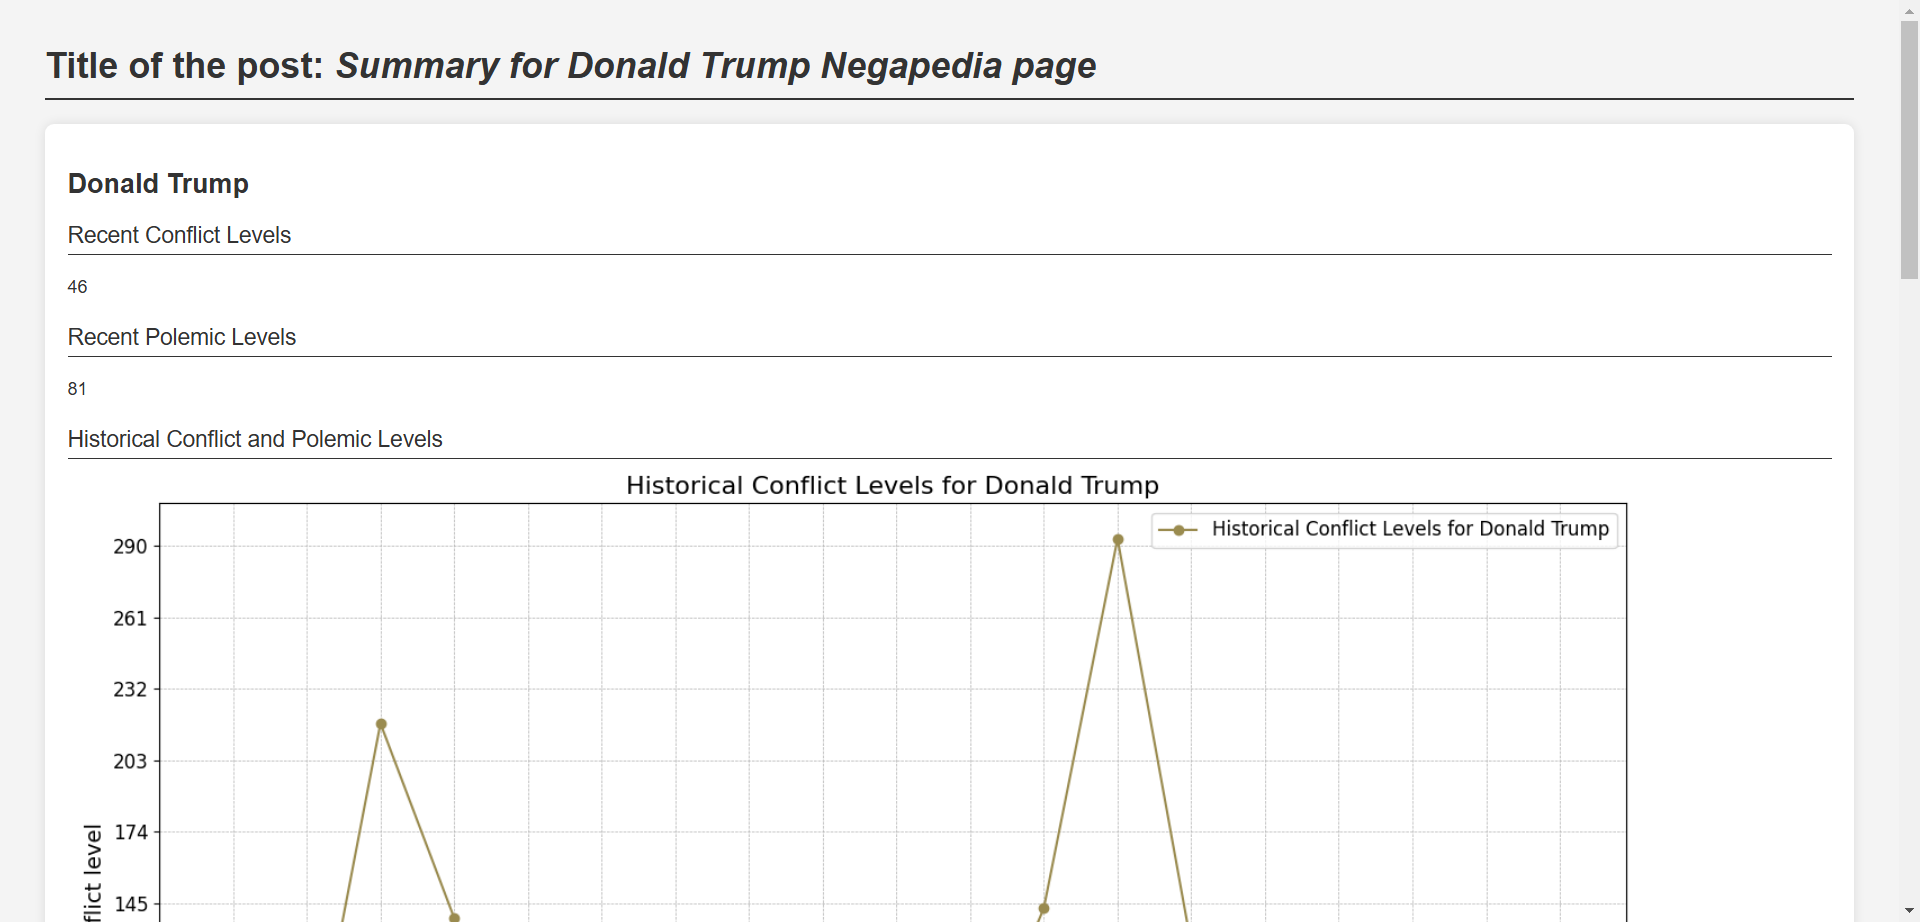 Title of the post: Summary for Donald Trump Negapedia page
Donald Trump
Recent Conflict Levels
46
Recent Polemic Levels
81
Historical Conflict and Polemic Levels
Historical Conflict Levels for Donald Trump
Historical Conflict Levels for Donald Trump
290
261
232
203
174
145
flict level